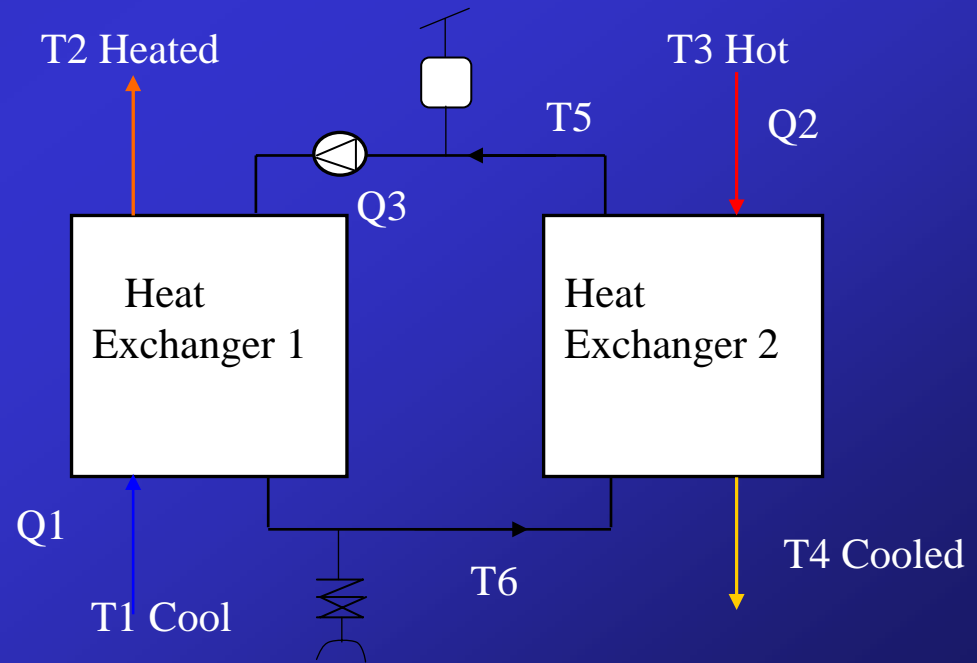 T2 Heated
T3 Hot
T5
Q2
Q3
Heat
Exchanger 1
Heat
Exchanger 2
Q1
T4 Cooled
T6
T1 Cool